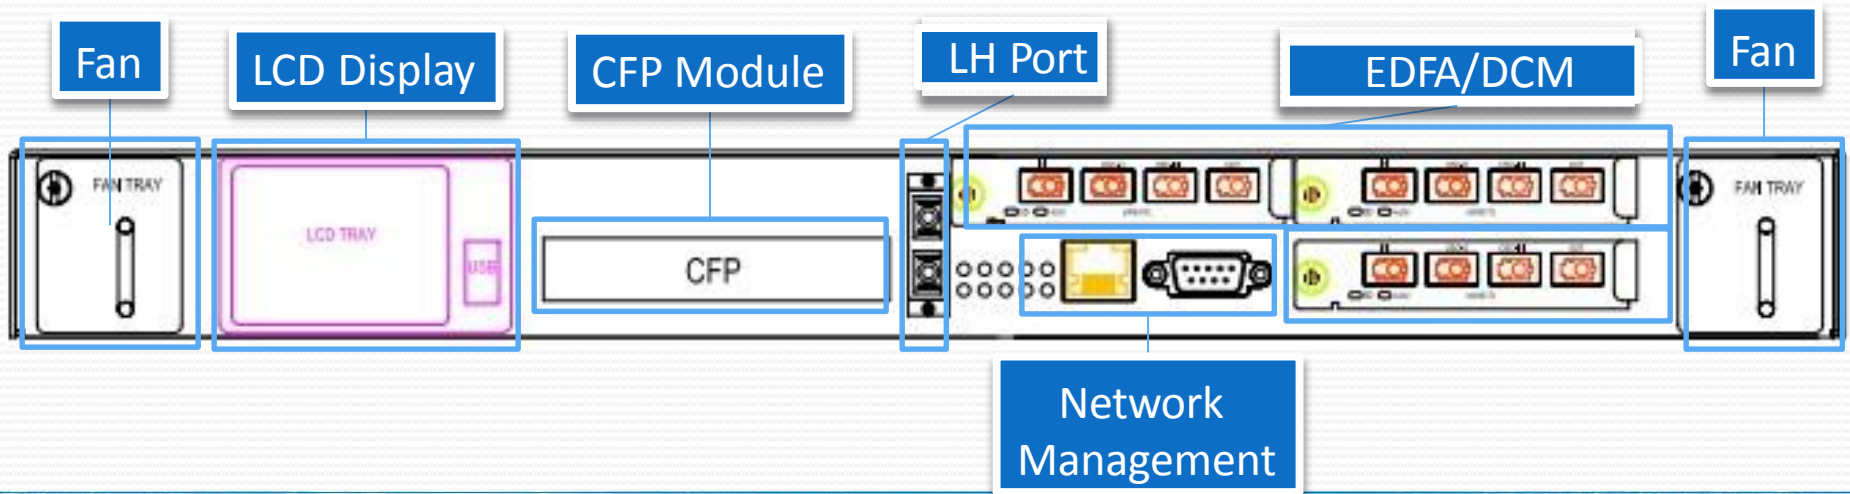 Fan
LCD Display
CFP Module
LH Port
EDFA/DCM
Fan
FAN TRAY
LCD TRAY
USB
CFP
FAN TRAY
Network
Management